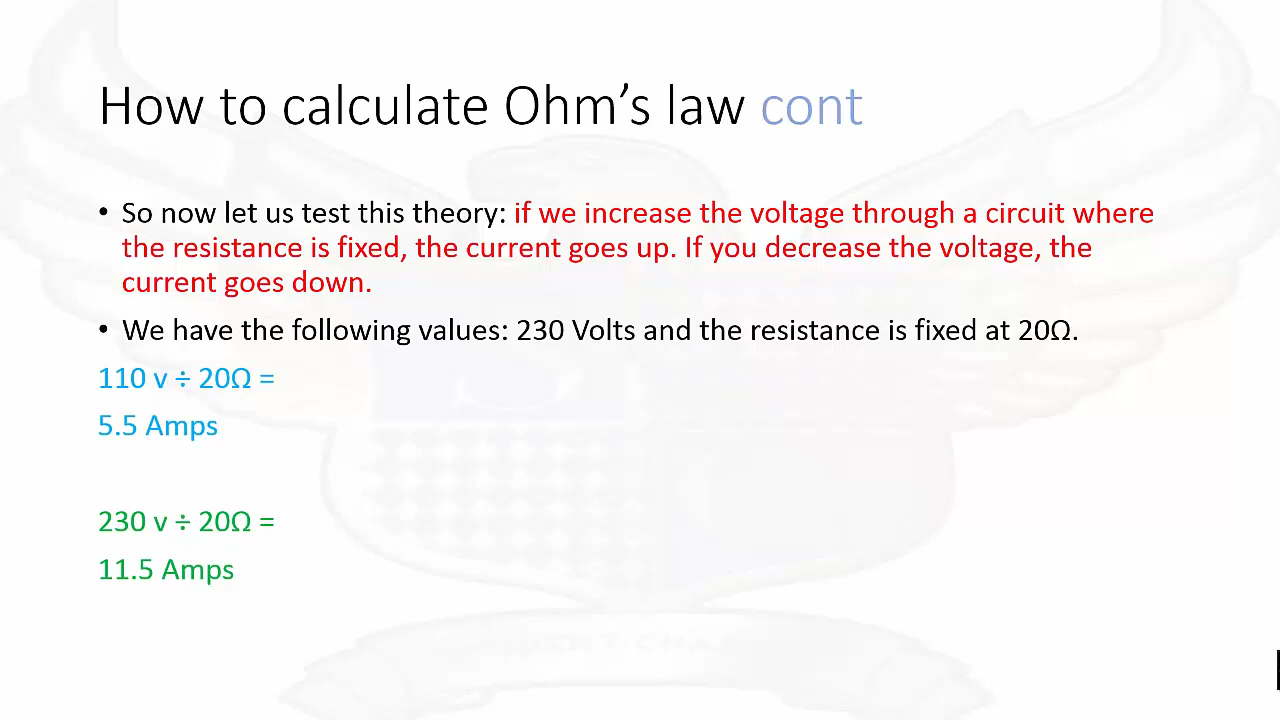 How to calculate Ohm’s law cont
• So now let us test this theory: if we increase the voltage through a circuit where
the resistance is fixed, the current goes up. If you decrease the voltage, the
current goes down.
• We have the following values: 230 Volts and the resistance is fixed at 20Ω.
110 v ÷ 20Ω =
5.5 Amps
230 v ÷ 20Ω =
11.5 Amps